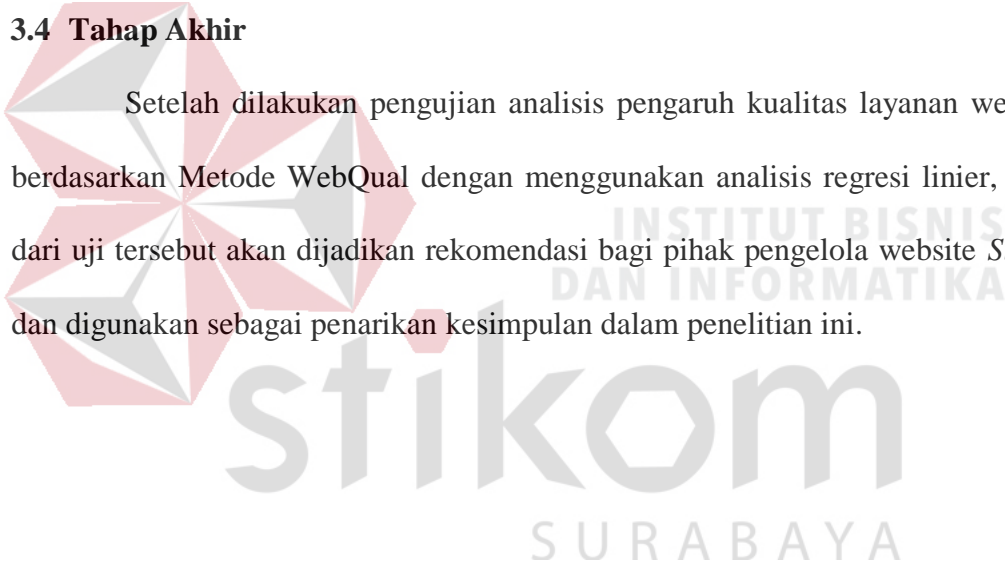 3.4 Tahap Akhir
Setelah dilakukan pengujian analisis pengaruh kualitas layanan we
berdasarkan Metode WebQual dengan menggunakan analisis regresi linier,
INSTITUT BISNIS
dari uji tersebut akan dijadikan rekomendasi bagi pihak pengelola website S
DAN INFORMATIKA
dan digunakan sebagai penarikan kesimpulan dalam penelitian ini.
stikom
SURABAYA